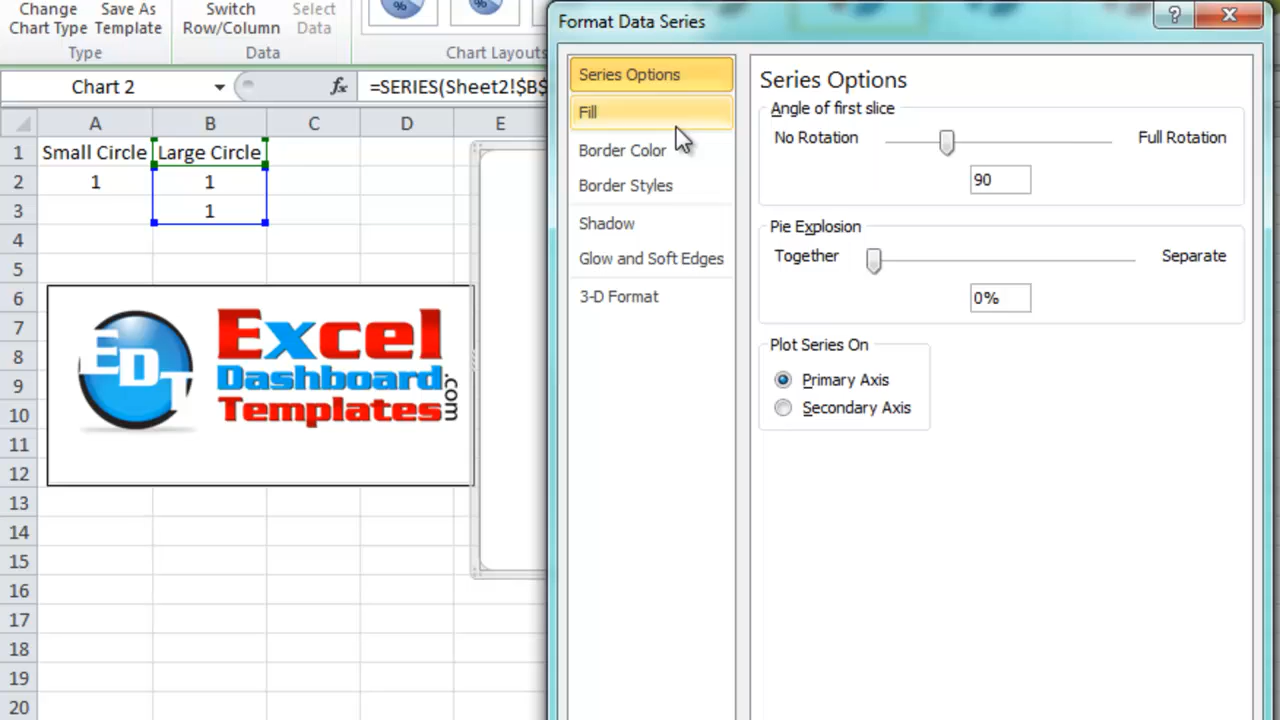 Change
Chart Type
Save As
Template
Switch
Row/Column
Select
Data
Type
Data
Chart Layouts
Chart 2
fx
=SERIES(Sheet2!$B$
A B C D E
1 Small Circle Large Circle
2 1 1
3 1
4
5
6
7
8
9
10
11
12
13
14
15
16
17
18
19
20
EDT
Excel
Dashboard
Templates
.com
Format Data Series
?
Series Options
Fill
Border Color
Border Styles
Shadow
Glow and Soft Edges
3-D Format
Series Options
Angle of first slice
No Rotation Full Rotation
90
Pie Explosion
Together Separate
0%
Plot Series On
Primary Axis
Secondary Axis